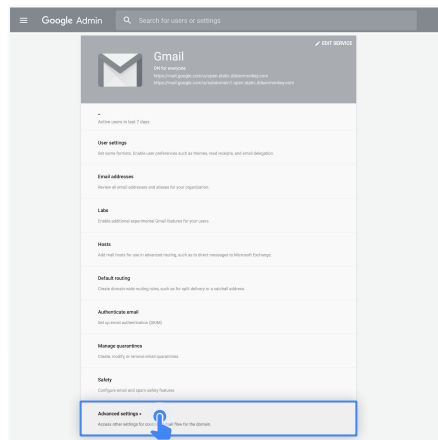 Google Admin
Search for users or settings
EDIT SERVICE
Gmail
ON for everyone
Active users in last 7 days
User settings
Set name formats. Enable user preferences such as themes, read receipts, and email delegation.
Email addresses
Review all email addresses and aliases for your organization.
Labs
Enable additional experimental Gmail features for your users.
Hosts
Add mail hosts for use in advanced routing, such as to direct messages to Microsoft Exchange.
Default routing
Create domain-wide routing rules, such as for split delivery or a catchall address
Authenticate email
Set up email authentication (DKIM)
Manage quarantines
Create, modify or remove email quarantines.
Safety
Configure email and spam safety features
Advanced settings »
Access other settings for mail flow for the domain.